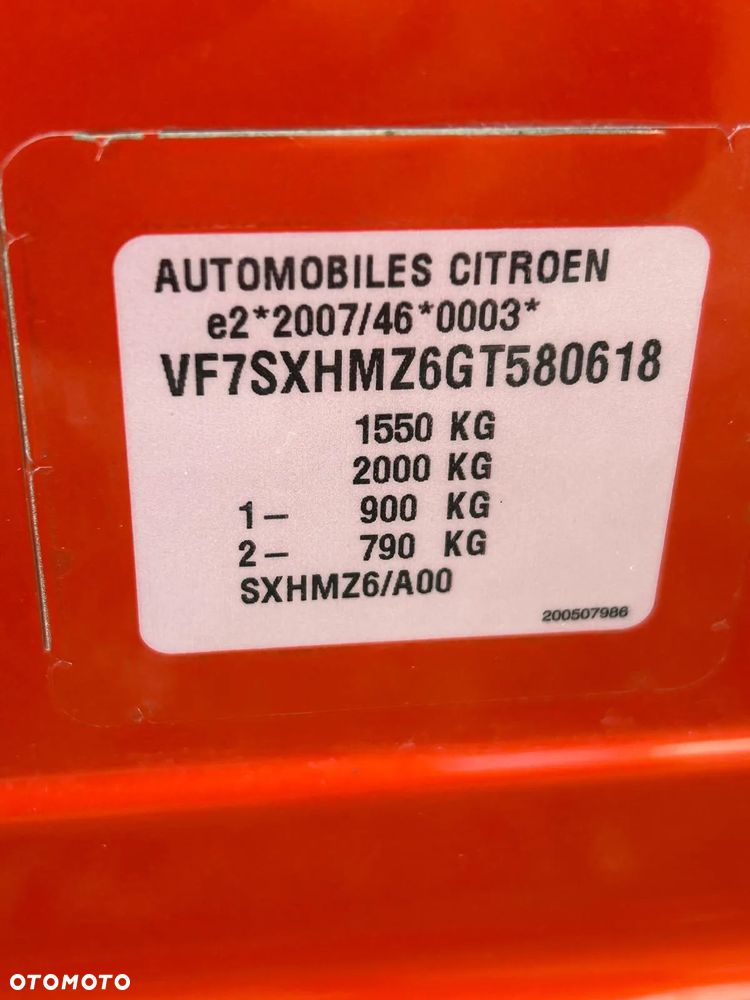 AUTOMOBILES CITROEN
e2*2007/46*0003*
VF7SXHMZ6GT580618
1550 KG
2000 KG
1- 900 KG
2- 790 KG
SXHMZ6/A00
200507986
OTOMOTO